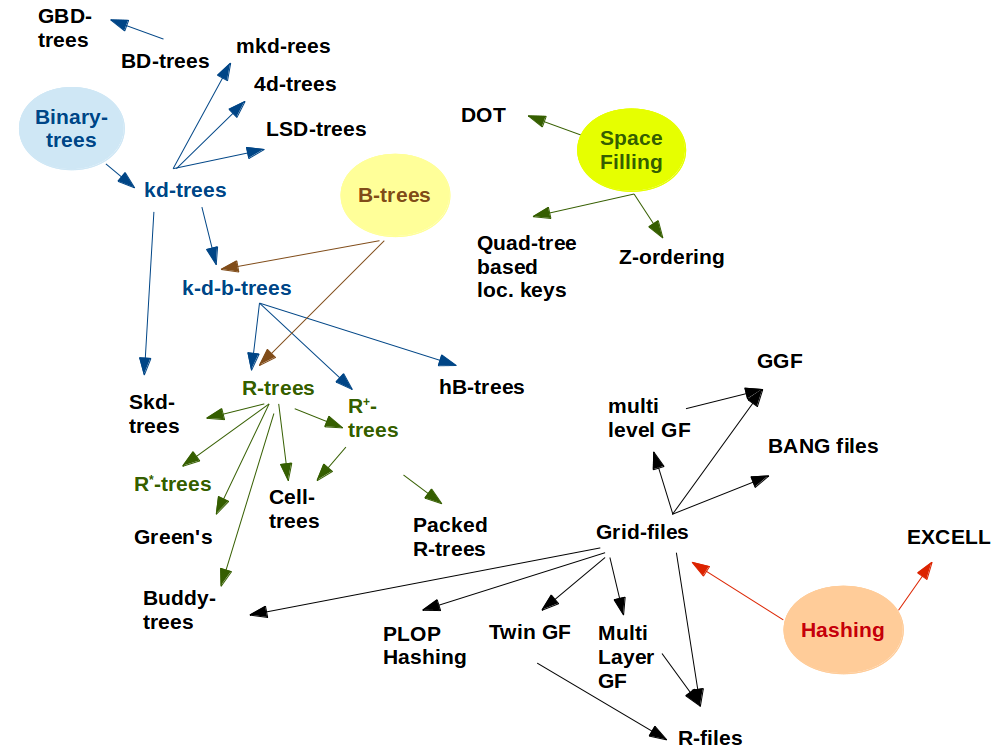 GBD-
trees
BD-trees
mkd-rees
4d-trees
LSD-trees
Binary-
trees
kd-trees
B-trees
DOT
Space
Filling
Quad-tree
based
loc. keys
Z-ordering
k-d-b-trees
R-trees
R+-
trees
hB-trees
Skd-
trees
R*-trees
Green's
Cell-
trees
Packed
R-trees
Buddy-
trees
GGF
multi
level GF
BANG files
Grid-files
EXCELL
Hashing
PLOP
Hashing
Twin GF
Multi
Layer
GF
R-files